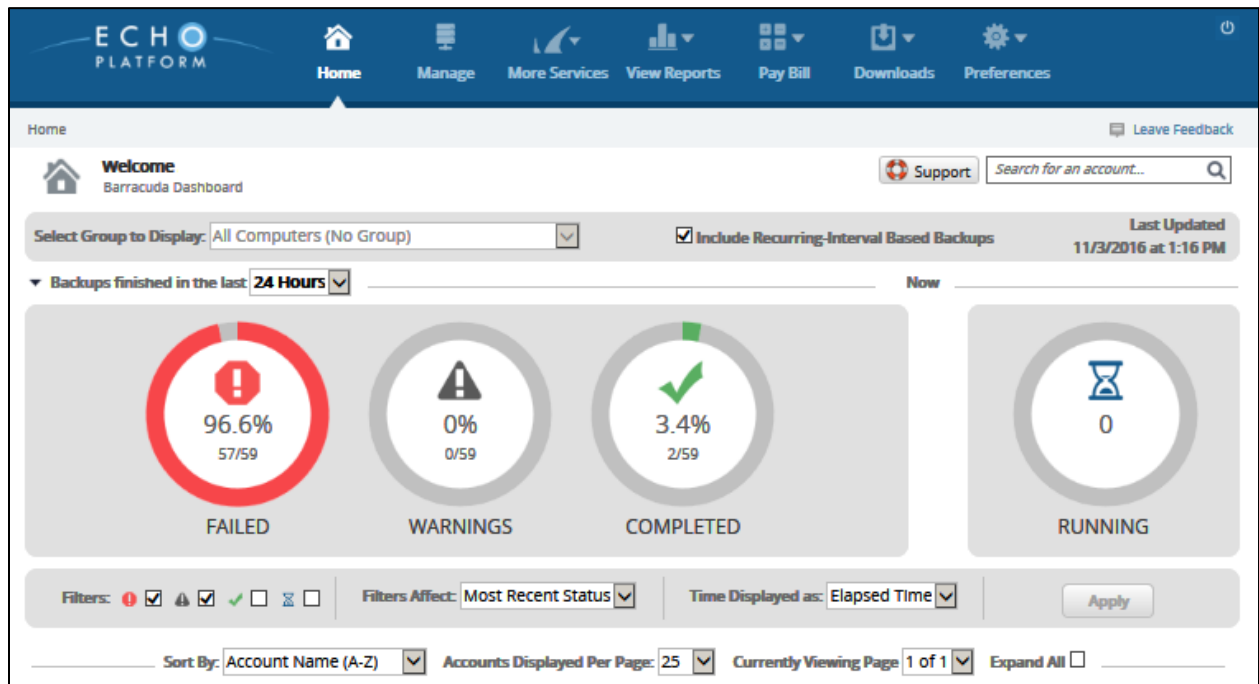 ECHO
PLATFORM
Home
Manage
More Services
View Reports
Pay Bill
Downloads
Preferences
Home
Leave Feedback
Welcome
Barracuda Dashboard
Support
Search for an account...
Select Group to Display: All Computers (No Group)
Include Recurring-Interval Based Backups
Last Updated
11/3/2016 at 1:16 PM
Backups finished in the last 24 Hours
Now
96.6%
57/59
FAILED
0%
0/59
WARNINGS
3.4%
2/59
COMPLETED
0
RUNNING
Filters:
Filters Affect: Most Recent Status
Time Displayed as: Elapsed TIme
Apply
Sort By: Account Name (A-Z)
Accounts Displayed Per Page: 25
Currently Viewing Page 1 of 1
Expand All